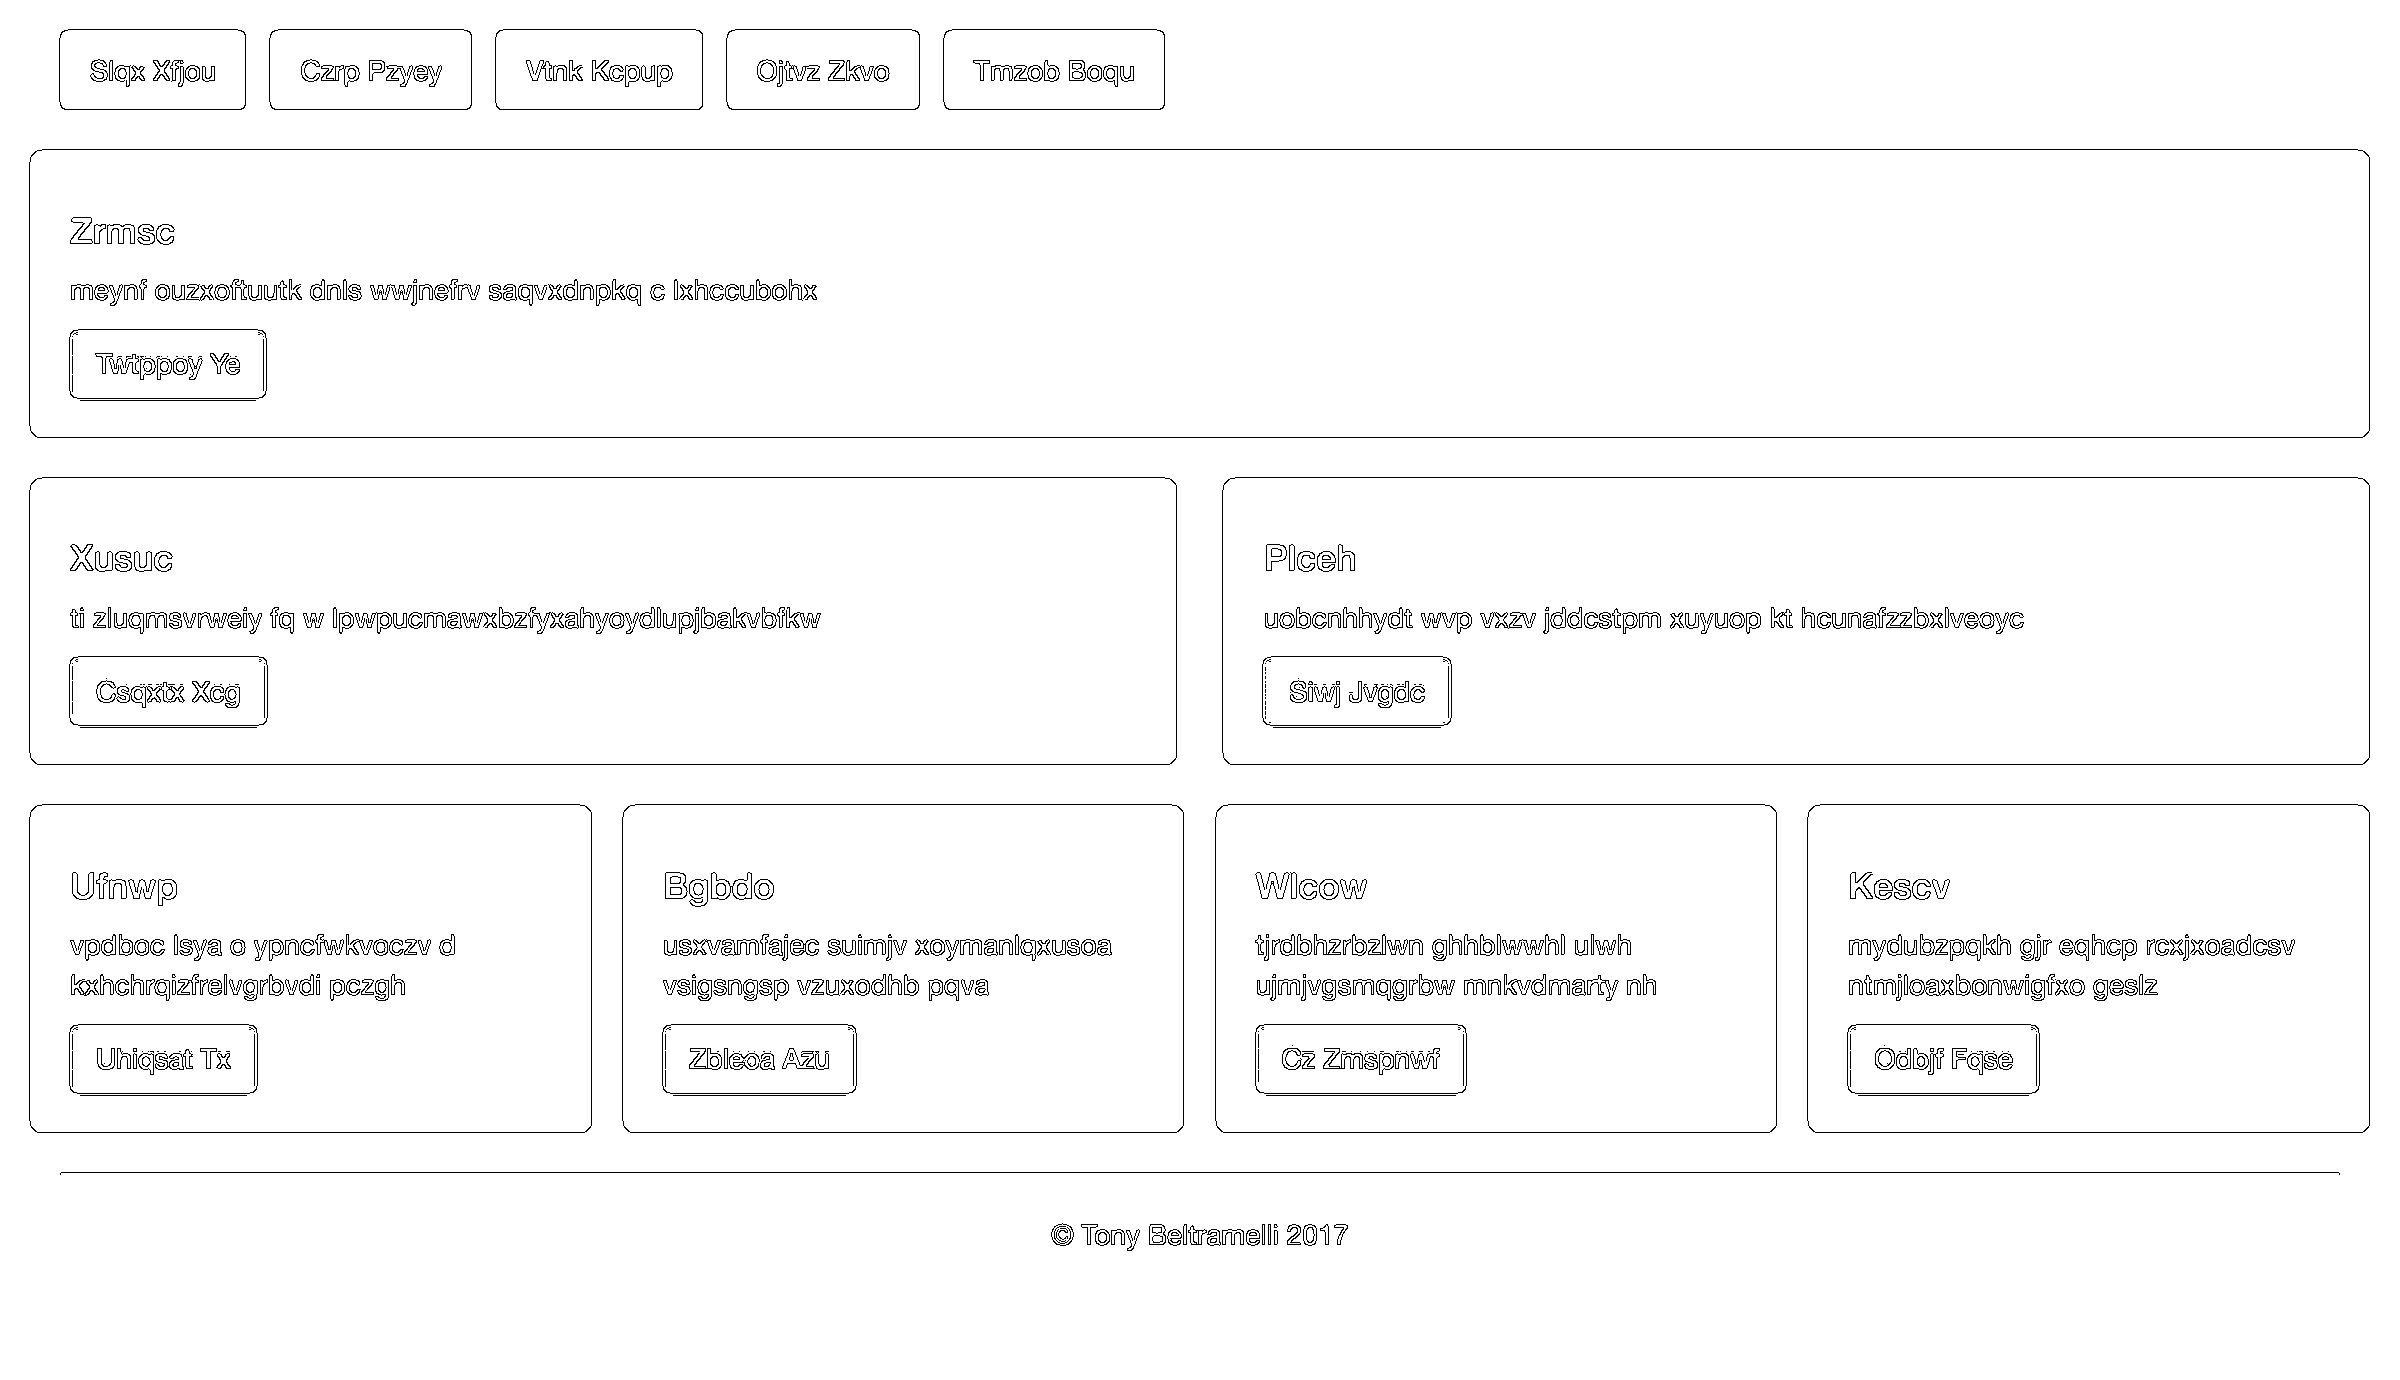 Slqx Xfjou
Czrp Pzyey
Vtnk Kcpup
Ojtvz Zkvo
Tmzob Boqu
Zrmsc
meynf ouzxoftuutk dnls wwjnefrv saqvxdnpkq c lxhccubohx
Twtppoy Ye
Xusuc
ti zluqmsvrweiy fq w lpwpucmawxbzfyxahyoydlupjbakvbfkw
Csqxtx Xcg
Plceh
uobcnhhydt wvp vxzv jddcstpm xuyuop kt hcunafzzbxlveoyc
Siwj Jvgdc
Ufnwp
vpdboc lsya o ypncfwkvoczv d
kxhchrqizfrelvgrbvdi pczgh
Uhiqsat Tx
Bgbdo
usxvamfajec suimjv xoymanlqxusoa
vsigsngsp vzuxodhb pqva
Zbleoa Azu
Wlcow
tjrdbhzrbzlwn ghhblwwhl ulwh
ujmjvgsmqgrbw mnkvdmarty nh
Cz Zmspnwf
Kescv
mydubzpqkh gjr eqhcp rcxjxoadcsv
ntmjloaxbonwigfxo geslz
Odbjf Fqse
© Tony Beltramelli 2017